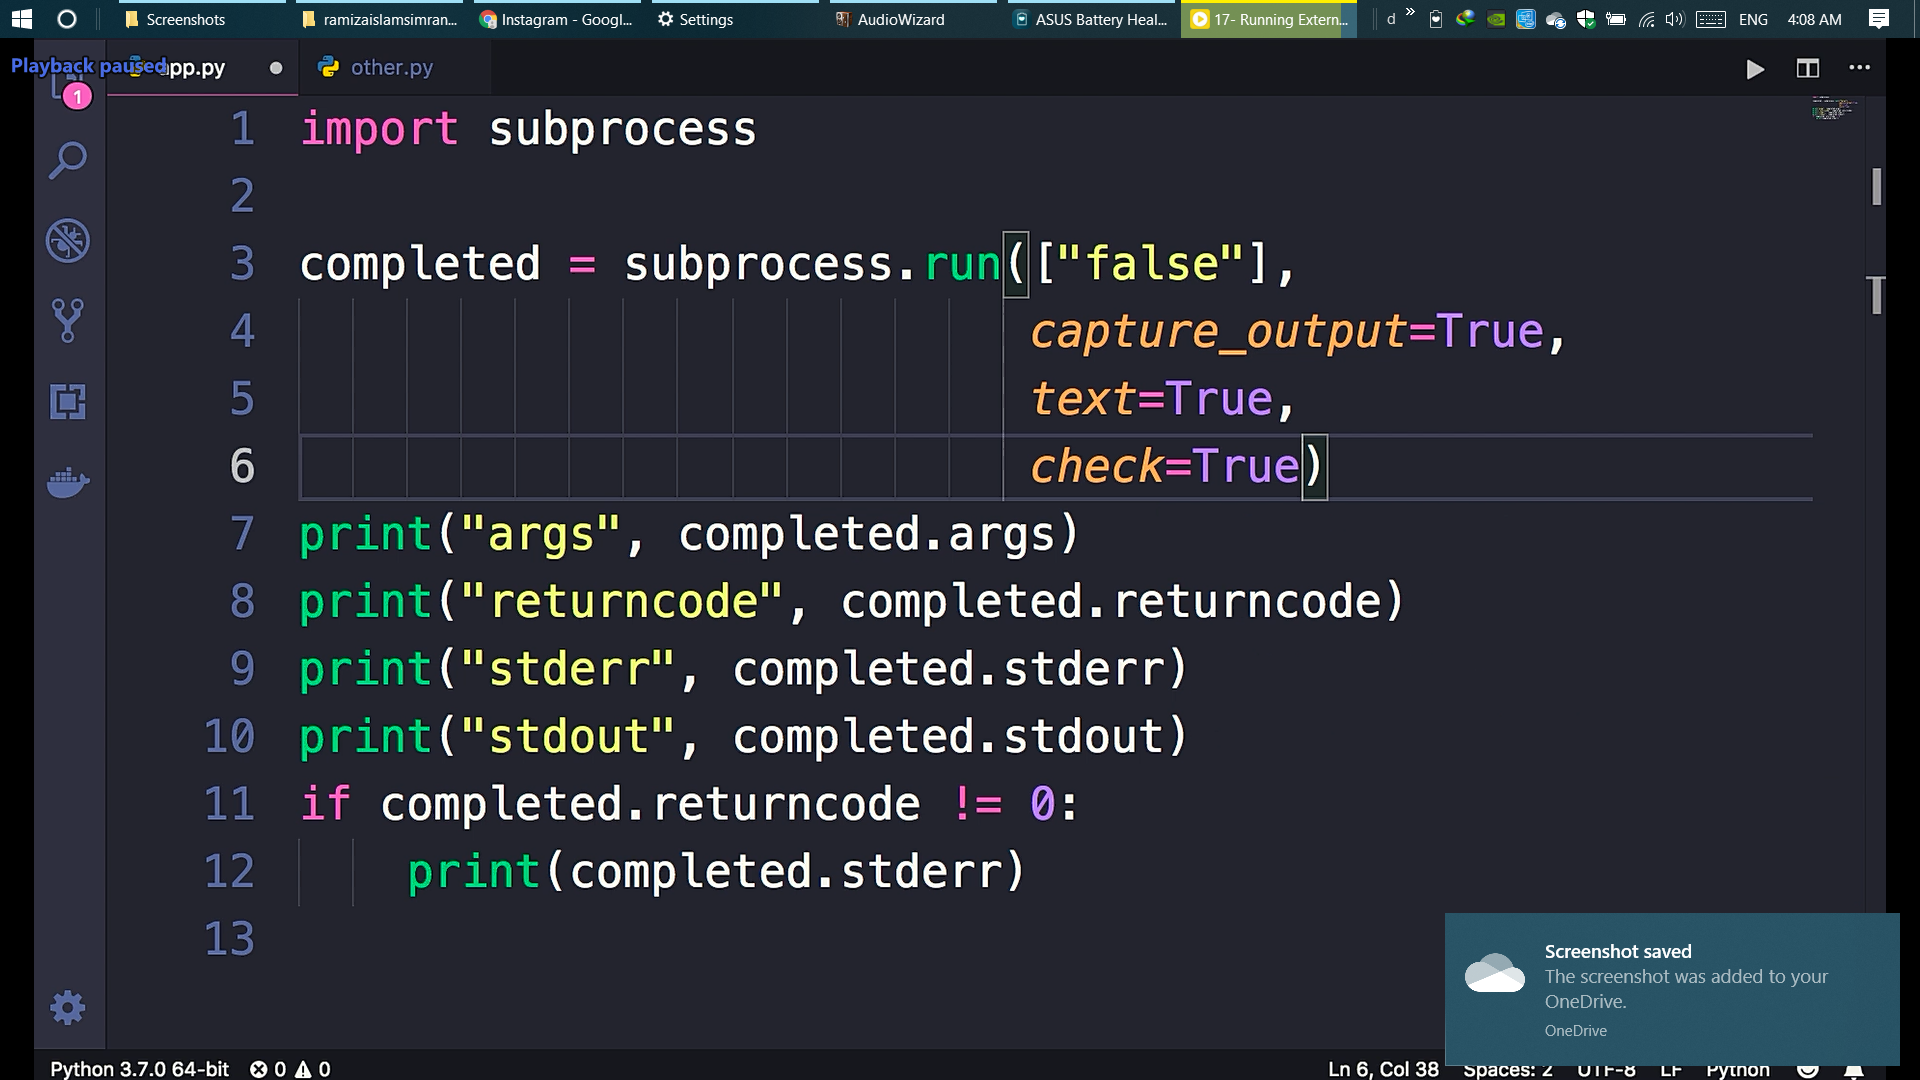 Screenshots
ramizaislamsimran...
Instagram - Googl...
Settings
AudioWizard
ASUS Battery Heal...
17- Running Extern...
d
»
ENG
4:08 AM
Playback paused
app.py
other.py
1
1 import subprocess
2
3 completed = subprocess.run(["false"],
4 capture_output=True,
5 text=True,
6 check=True)
7 print("args", completed.args)
8 print("returncode", completed.returncode)
9 print("stderr", completed.stderr)
10 print("stdout", completed.stdout)
11 if completed.returncode != 0:
12 print(completed.stderr)
13
Screenshot saved
The screenshot was added to your
OneDrive.
OneDrive
Python 3.7.0 64-bit
0
0
Ln 6, Col 38
Spaces: 2
UTF-8
LF
Python